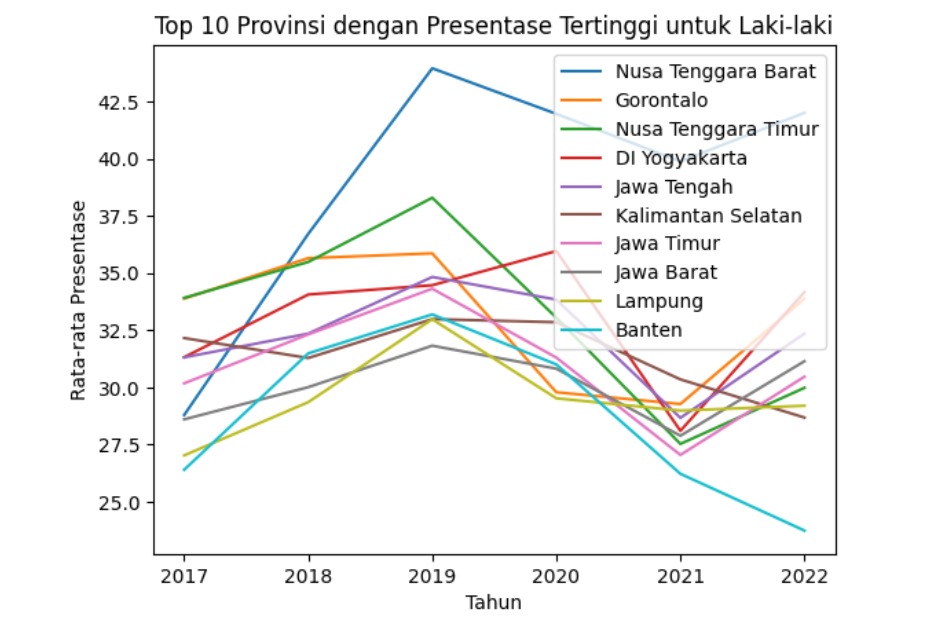 Top 10 Provinsi dengan Presentase Tertinggi untuk Laki-laki
Rata-rata Presentase
42.5
40.0
37.5
35.0
32.5
30.0
27.5
25.0
Nusa Tenggara Barat
Gorontalo
Nusa Tenggara Timur
DI Yogyakarta
Jawa Tengah
Kalimantan Selatan
Jawa Timur
Jawa Barat
Lampung
Banten
2017 2018 2019 2020 2021 2022
Tahun